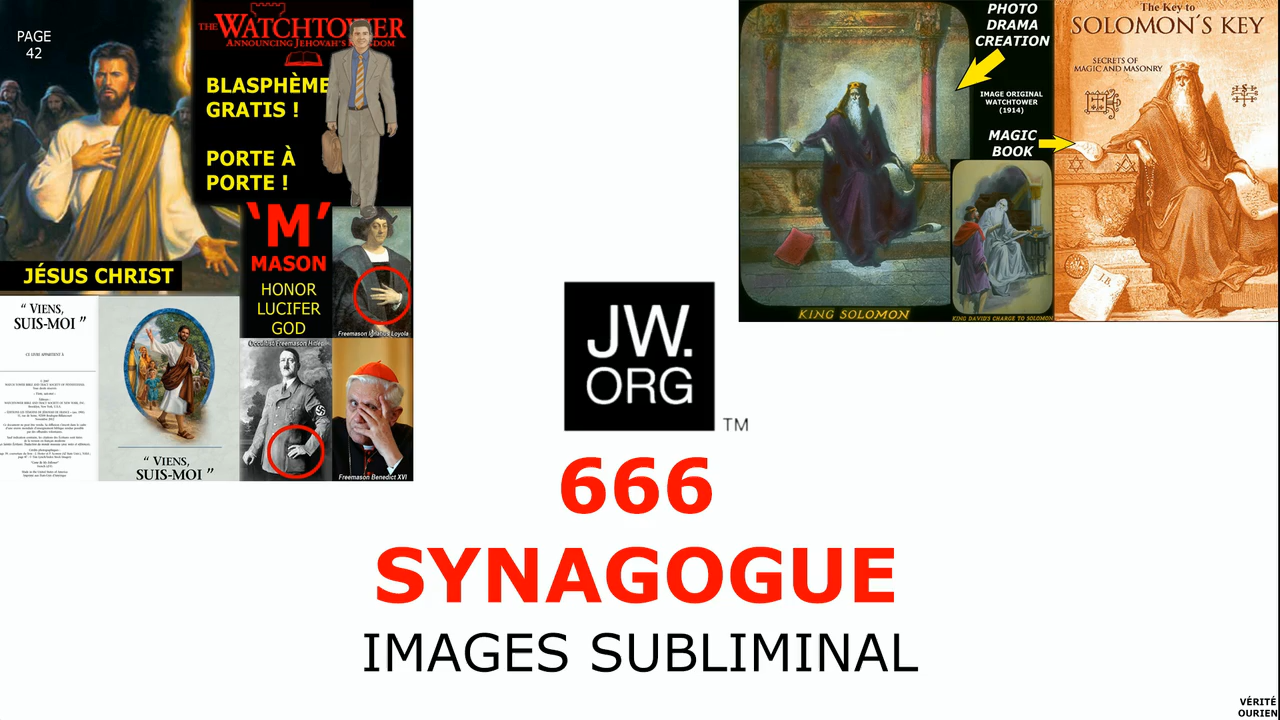 PAGE
42
THE WATCHTOWER
ANNOUNCING JEHOVAH'S KINGDOM
BLASPHÈME
GRATIS !
PORTE À
PORTE !
'M'
MASON
HONOR
LUCIFER
GOD
JÉSUS CHRIST
Freemason Ignatius Loyola
Occultist Freemason Hitler
Freemason Benedict XVI
“ VIENS,
SUIS-MOI ”
CE LIVRE APPARTIENT À
“ VIENS,
SUIS-MOI ”
PHOTO
DRAMA
CREATION
IMAGE ORIGINAL
WATCHTOWER
(1914)
MAGIC
BOOK
KING SOLOMON
KING DAVID'S CHARGE TO SOLOMON
The Key to
SOLOMON´S KEY
SECRETS OF
MAGIC AND MASONRY
JW.
ORG
TM
666
SYNAGOGUE
IMAGES SUBLIMINAL
VÉRITÉ
OURIEN